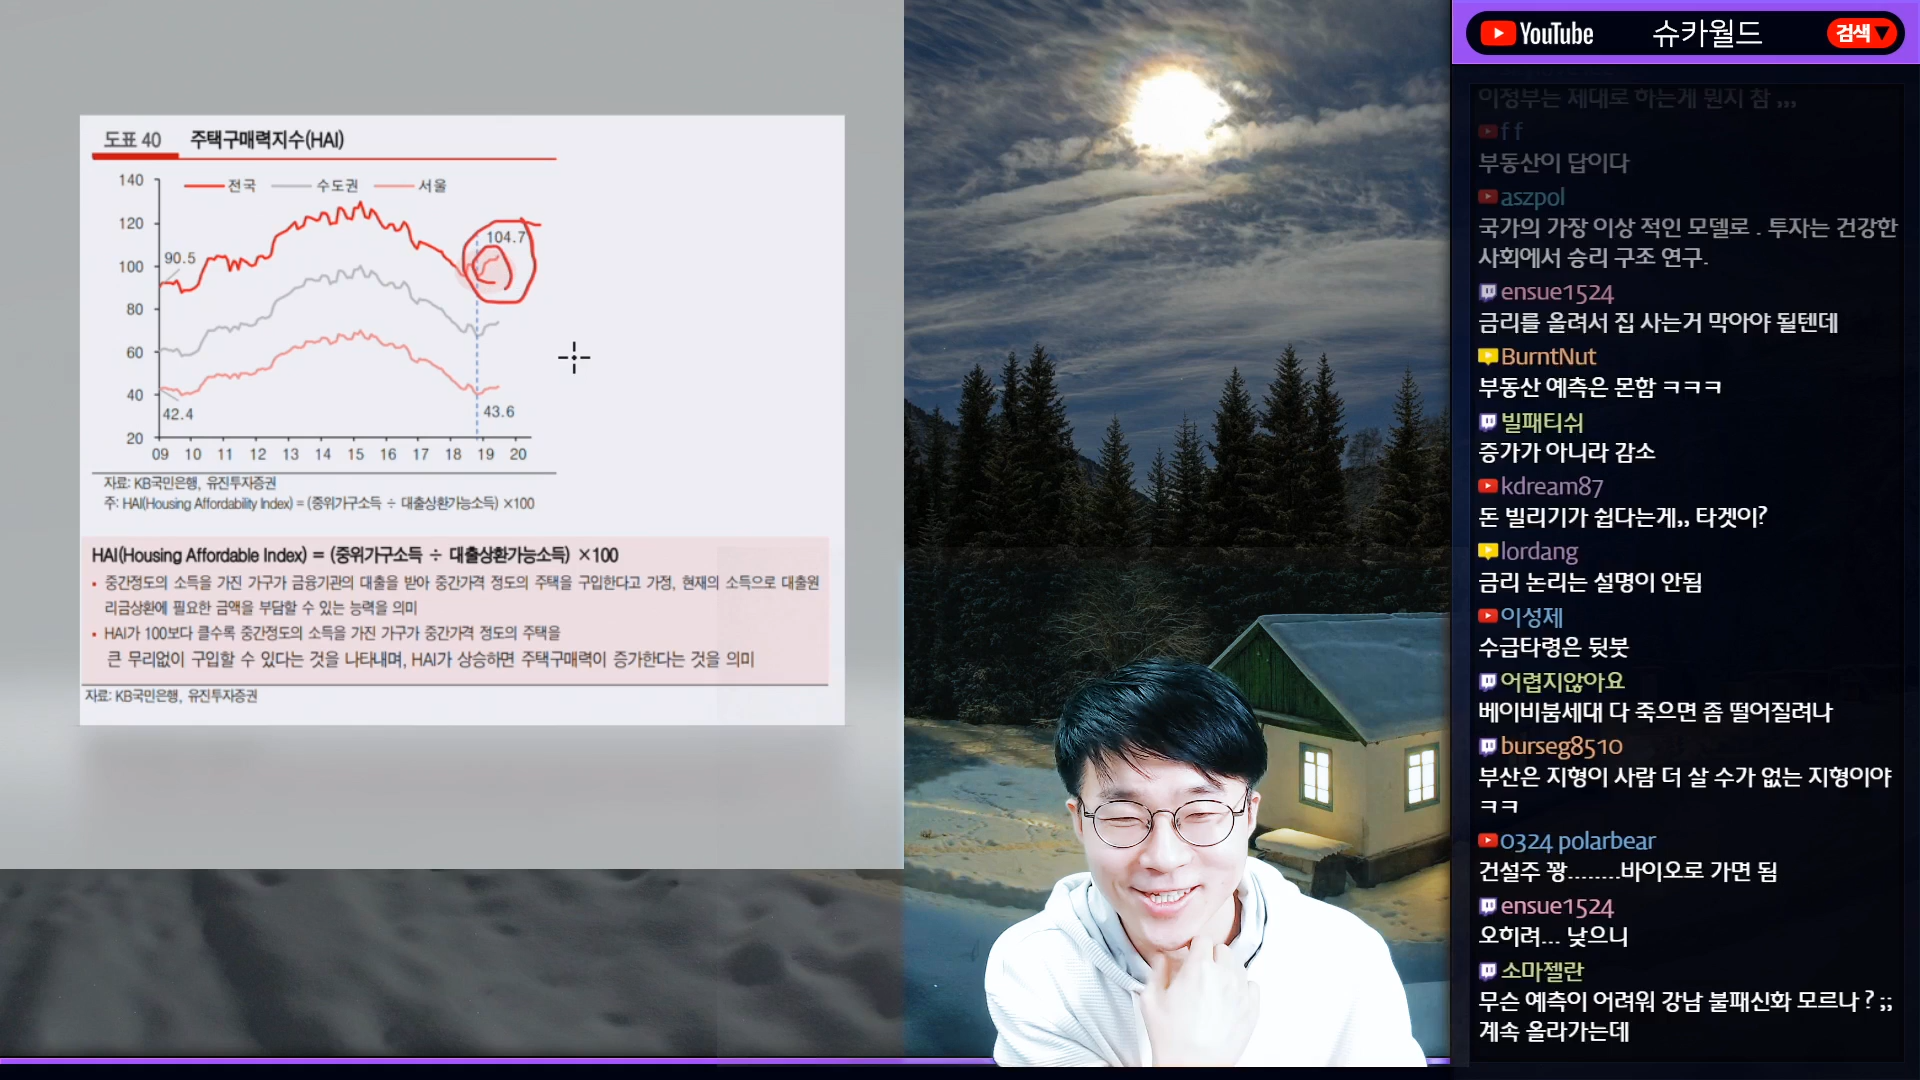 도표 40 주택구매력지수(HAI)
전국 수도권 서울
140
120
100
80
60
40
20
90.5
104.7
42.4
43.6
09 10 11 12 13 14 15 16 17 18 19 20
자료: KB국민은행, 유진투자증권
주: HAI(Housing Affordability Index) = (중위가구소득 ÷ 대출상환가능소득) ×100
HAI(Housing Affordable Index) = (중위가구소득 ÷ 대출상환가능소득) ×100
• 중간정도의 소득을 가진 가구가 금융기관의 대출을 받아 중간가격 정도의 주택을 구입한다고 가정, 현재의 소득으로 대출원
리금상환에 필요한 금액을 부담할 수 있는 능력을 의미
• HAI가 100보다 클수록 중간정도의 소득을 가진 가구가 중간가격 정도의 주택을
큰 무리없이 구입할 수 있다는 것을 나타내며, HAI가 상승하면 주택구매력이 증가한다는 것을 의미
자료: KB국민은행, 유진투자증권
YouTube 슈카월드 검색▼
이정부는 제대로 하는게 뭔지 참 ,,,
f f
부동산이 답이다
aszpol
국가의 가장 이상 적인 모델로 . 투자는 건강한
사회에서 승리 구조 연구.
ensue1524
금리를 올려서 집 사는거 막아야 될텐데
BurntNut
부동산 예측은 몬함 ㅋㅋㅋ
빌패티쉬
증가가 아니라 감소
kdream87
돈 빌리기가 쉽다는게,, 타겟이?
lordang
금리 논리는 설명이 안됨
이성제
수급타령은 뒷붓
어렵지않아요
베이비붐세대 다 죽으면 좀 떨어질려나
burseg8510
부산은 지형이 사람 더 살 수가 없는 지형이야
ㅋㅋ
0324 polarbear
건설주 꽝........바이오로 가면 됨
ensue1524
오히려... 낮으니
소마젤란
무슨 예측이 어려워 강남 불패신화 모르나 ? ;;
계속 올라가는데